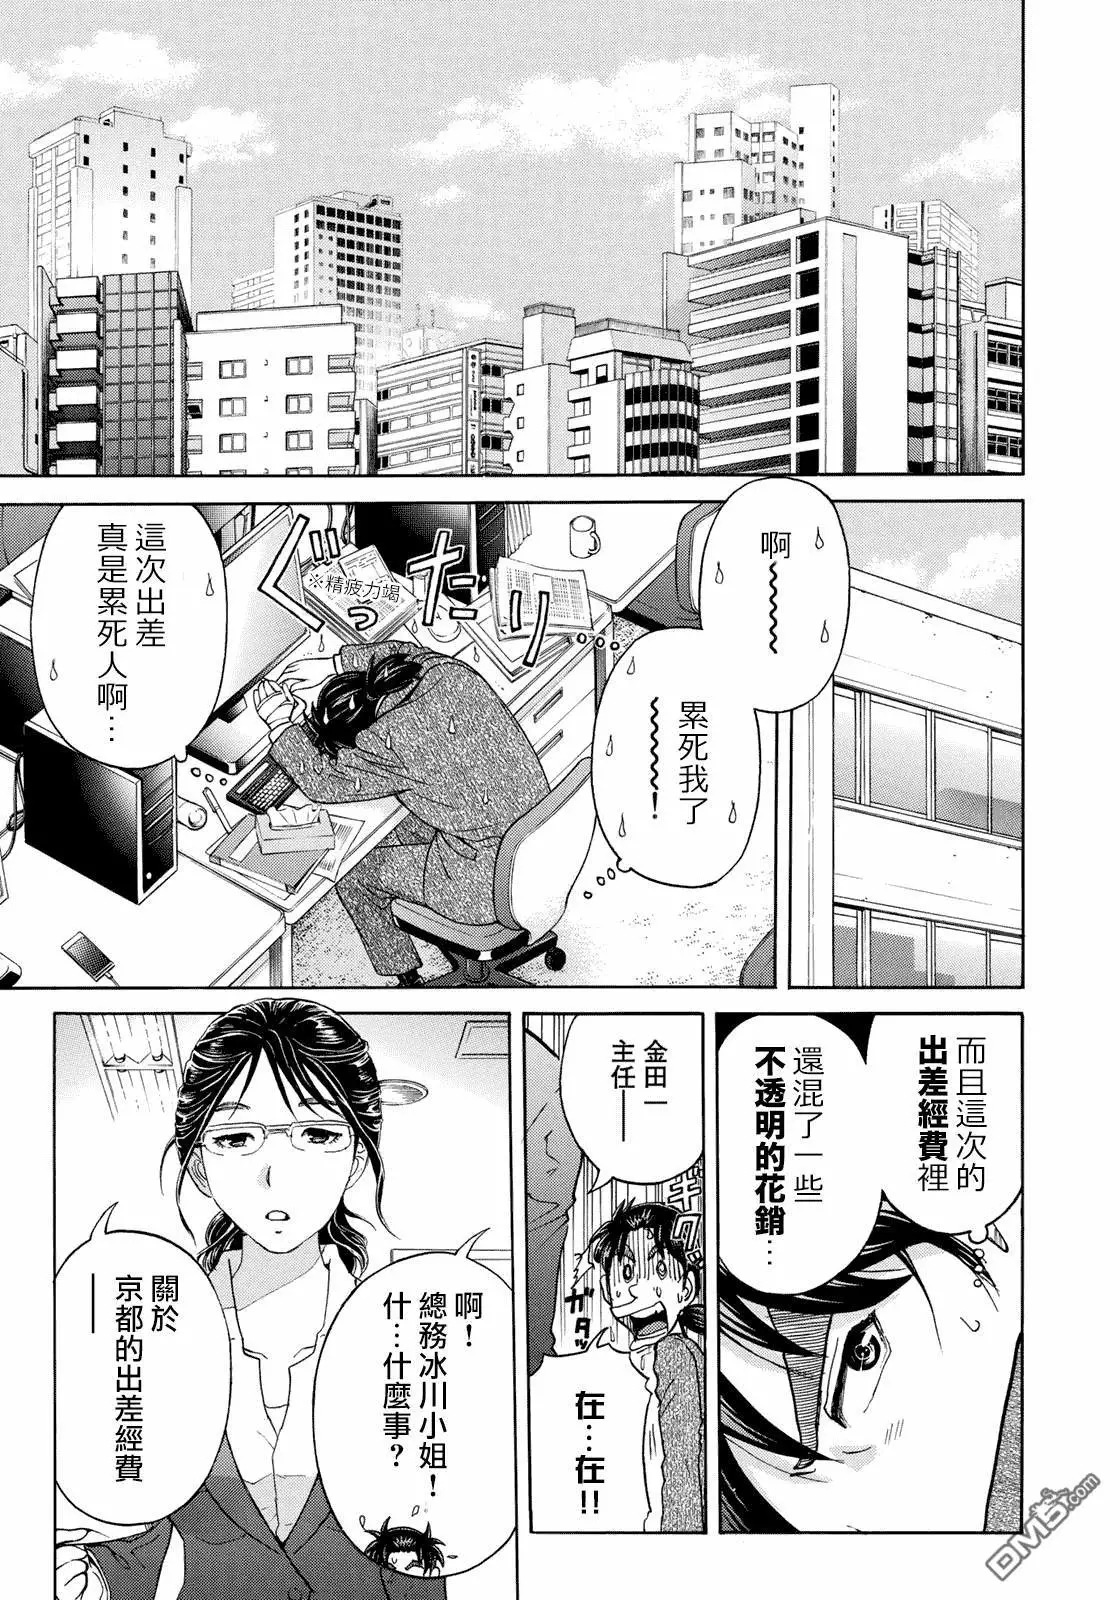 啊
～～～
累死我了
～～～！
ぐったり…
※精疲力竭
這次出差
真是累死人啊…
而且這次的
出差經費裡
還混了一些
不透明的花銷…
金田一
主任——
ギクッ
ガタッ
在…在!!
啊！
總務冰川小姐！
什…什麼事？
關於
京都的出差經費
——
DM5.com